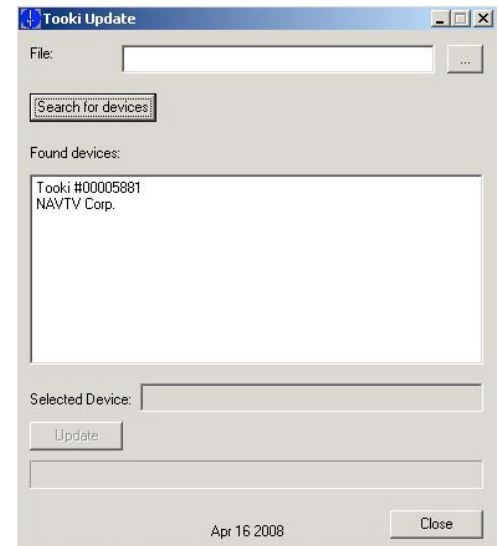 Tooki Update
File:
...
Search for devices
Found devices:
Tooki #00005881
NAVTV Corp.
Selected Device:
Update
Apr 16 2008
Close